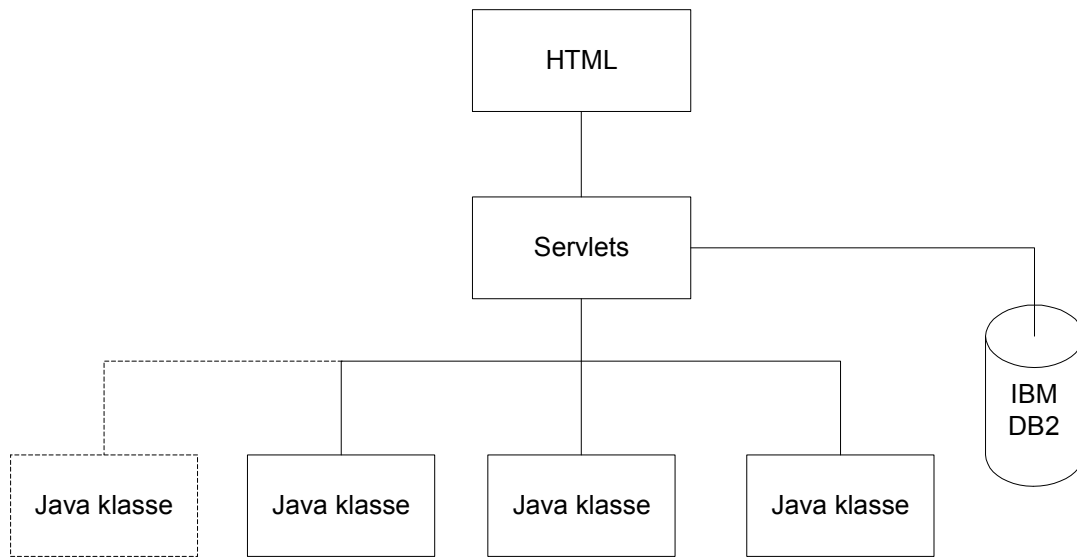 HTML
Servlets
IBM
DB2
Java klasse
Java klasse
Java klasse
Java klasse